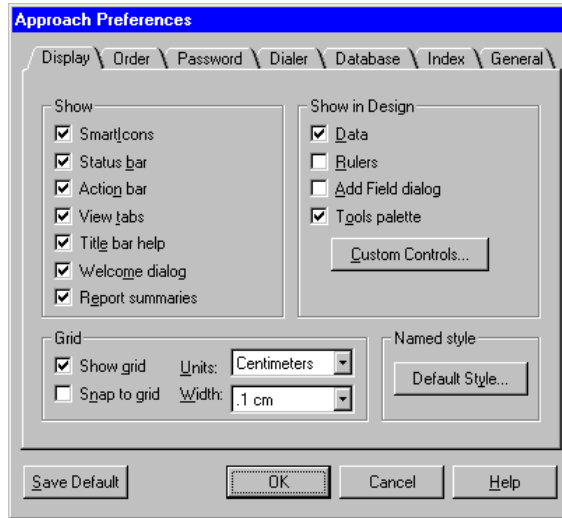 Approach Preferences
Display Order Password Dialer Database Index General
Show
SmartIcons
Status bar
Action bar
View tabs
Title bar help
Welcome dialog
Report summaries
Show in Design
Data
Rulers
Add Field dialog
Tools palette
Custom Controls...
Grid
Show grid Units: Centimeters
Snap to grid Width: .1 cm
Named style
Default Style...
Save Default OK Cancel Help